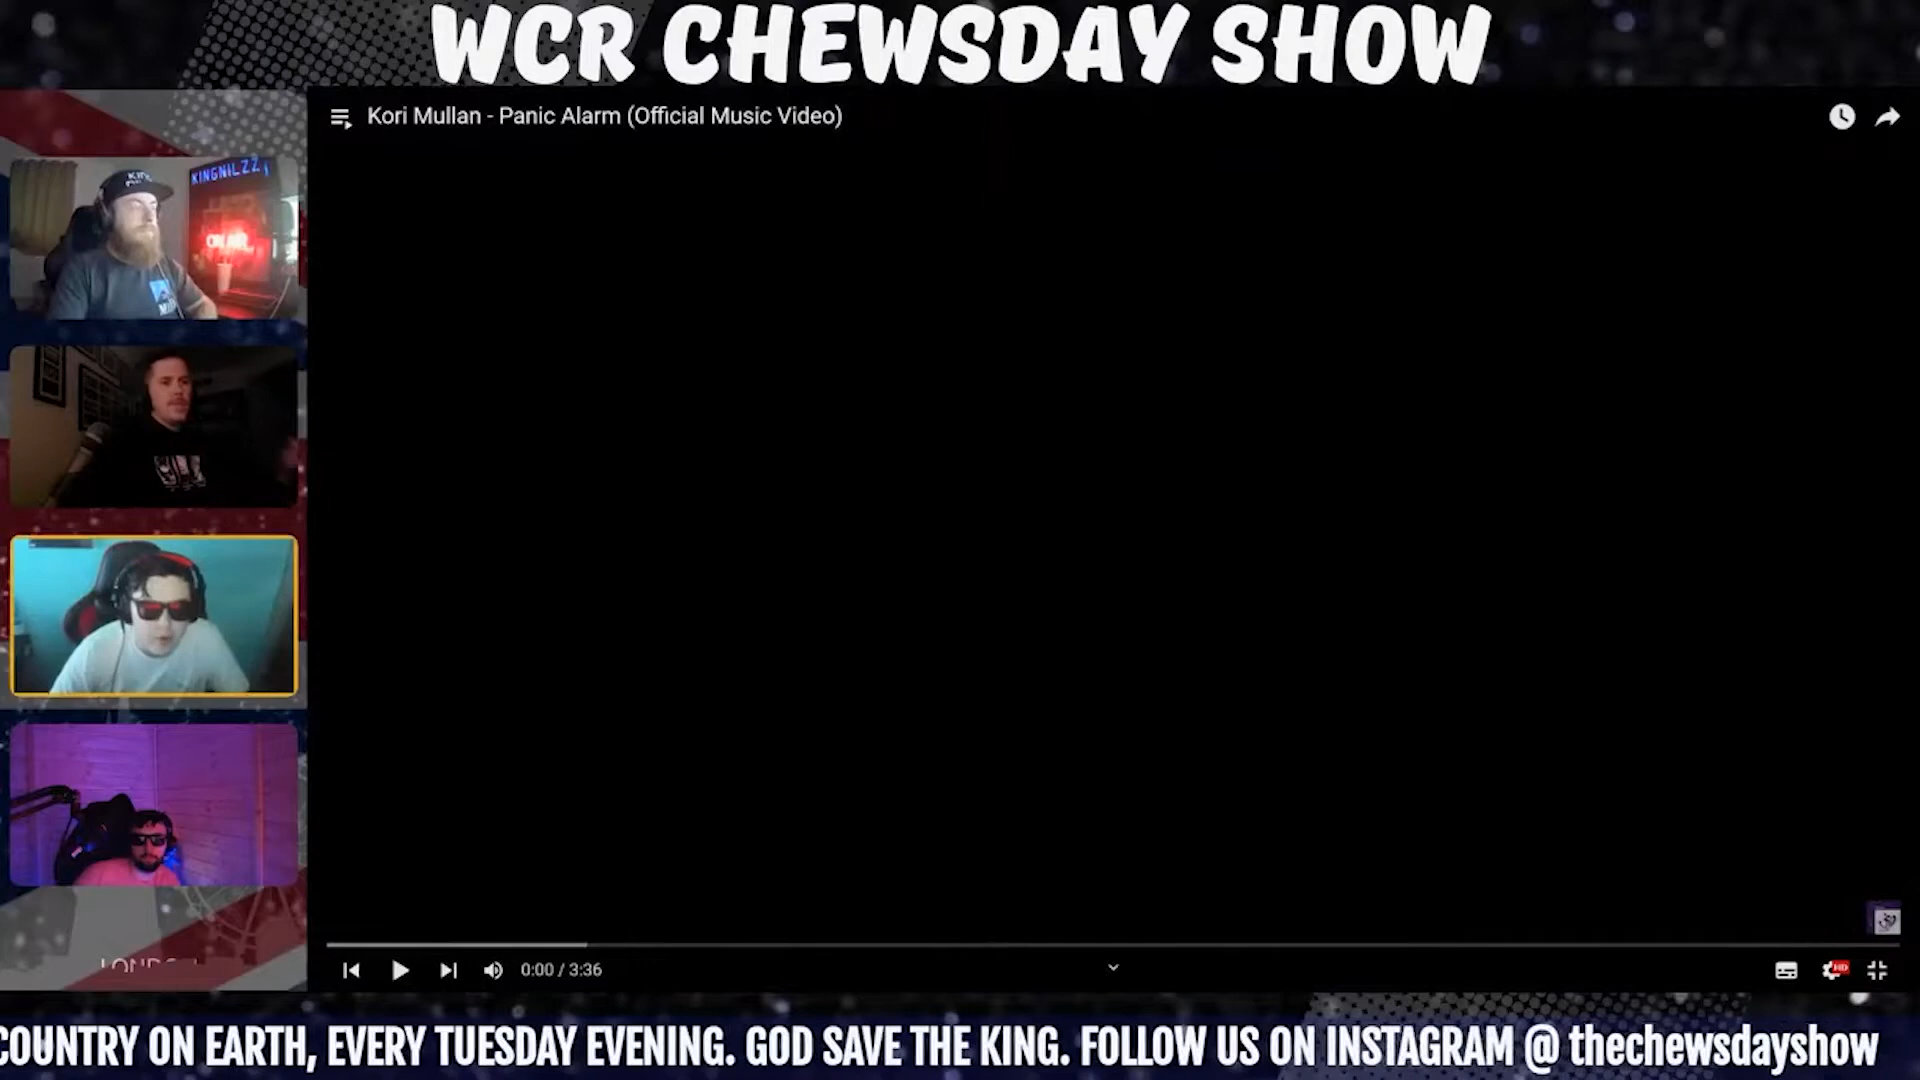 WCR CHEWSDAY SHOW
Kori Mullan - Panic Alarm (Official Music Video)
KINGNILZZ
ON AIR
0:00 / 3:36
HD
COUNTRY ON EARTH, EVERY TUESDAY EVENING. GOD SAVE THE KING. FOLLOW US ON INSTAGRAM @ thechewsdayshow